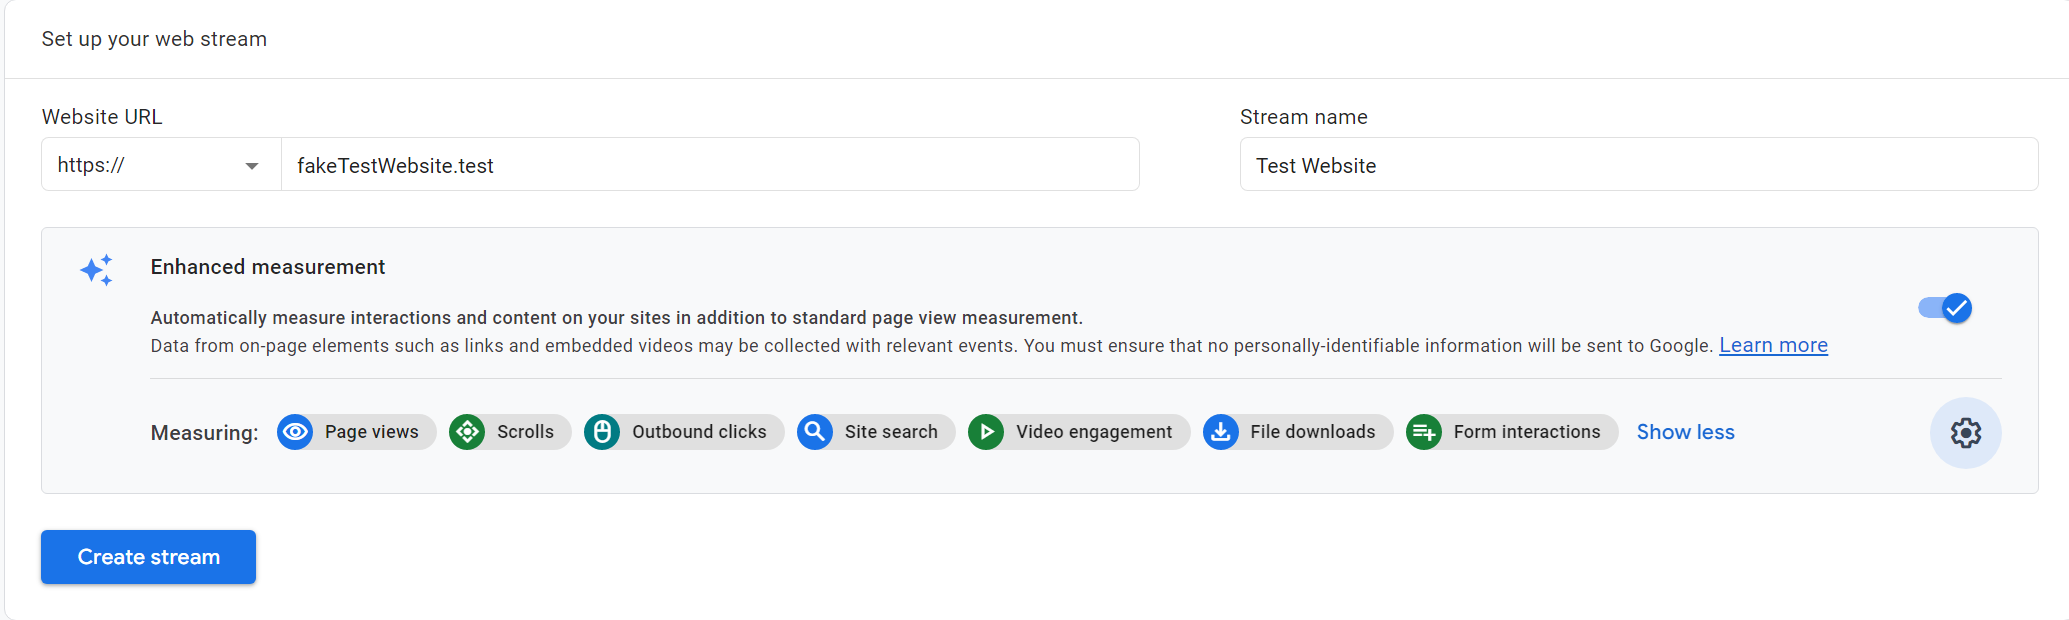 Set up your web stream
Website URL
Stream name
https://
fakeTestWebsite.test
Test Website
Enhanced measurement
Automatically measure interactions and content on your sites in addition to standard page view measurement.
Data from on-page elements such as links and embedded videos may be collected with relevant events. You must ensure that no personally-identifiable information will be sent to Google. Learn more
Measuring: Page views Scrolls Outbound clicks Site search Video engagement File downloads Form interactions Show less
Create stream